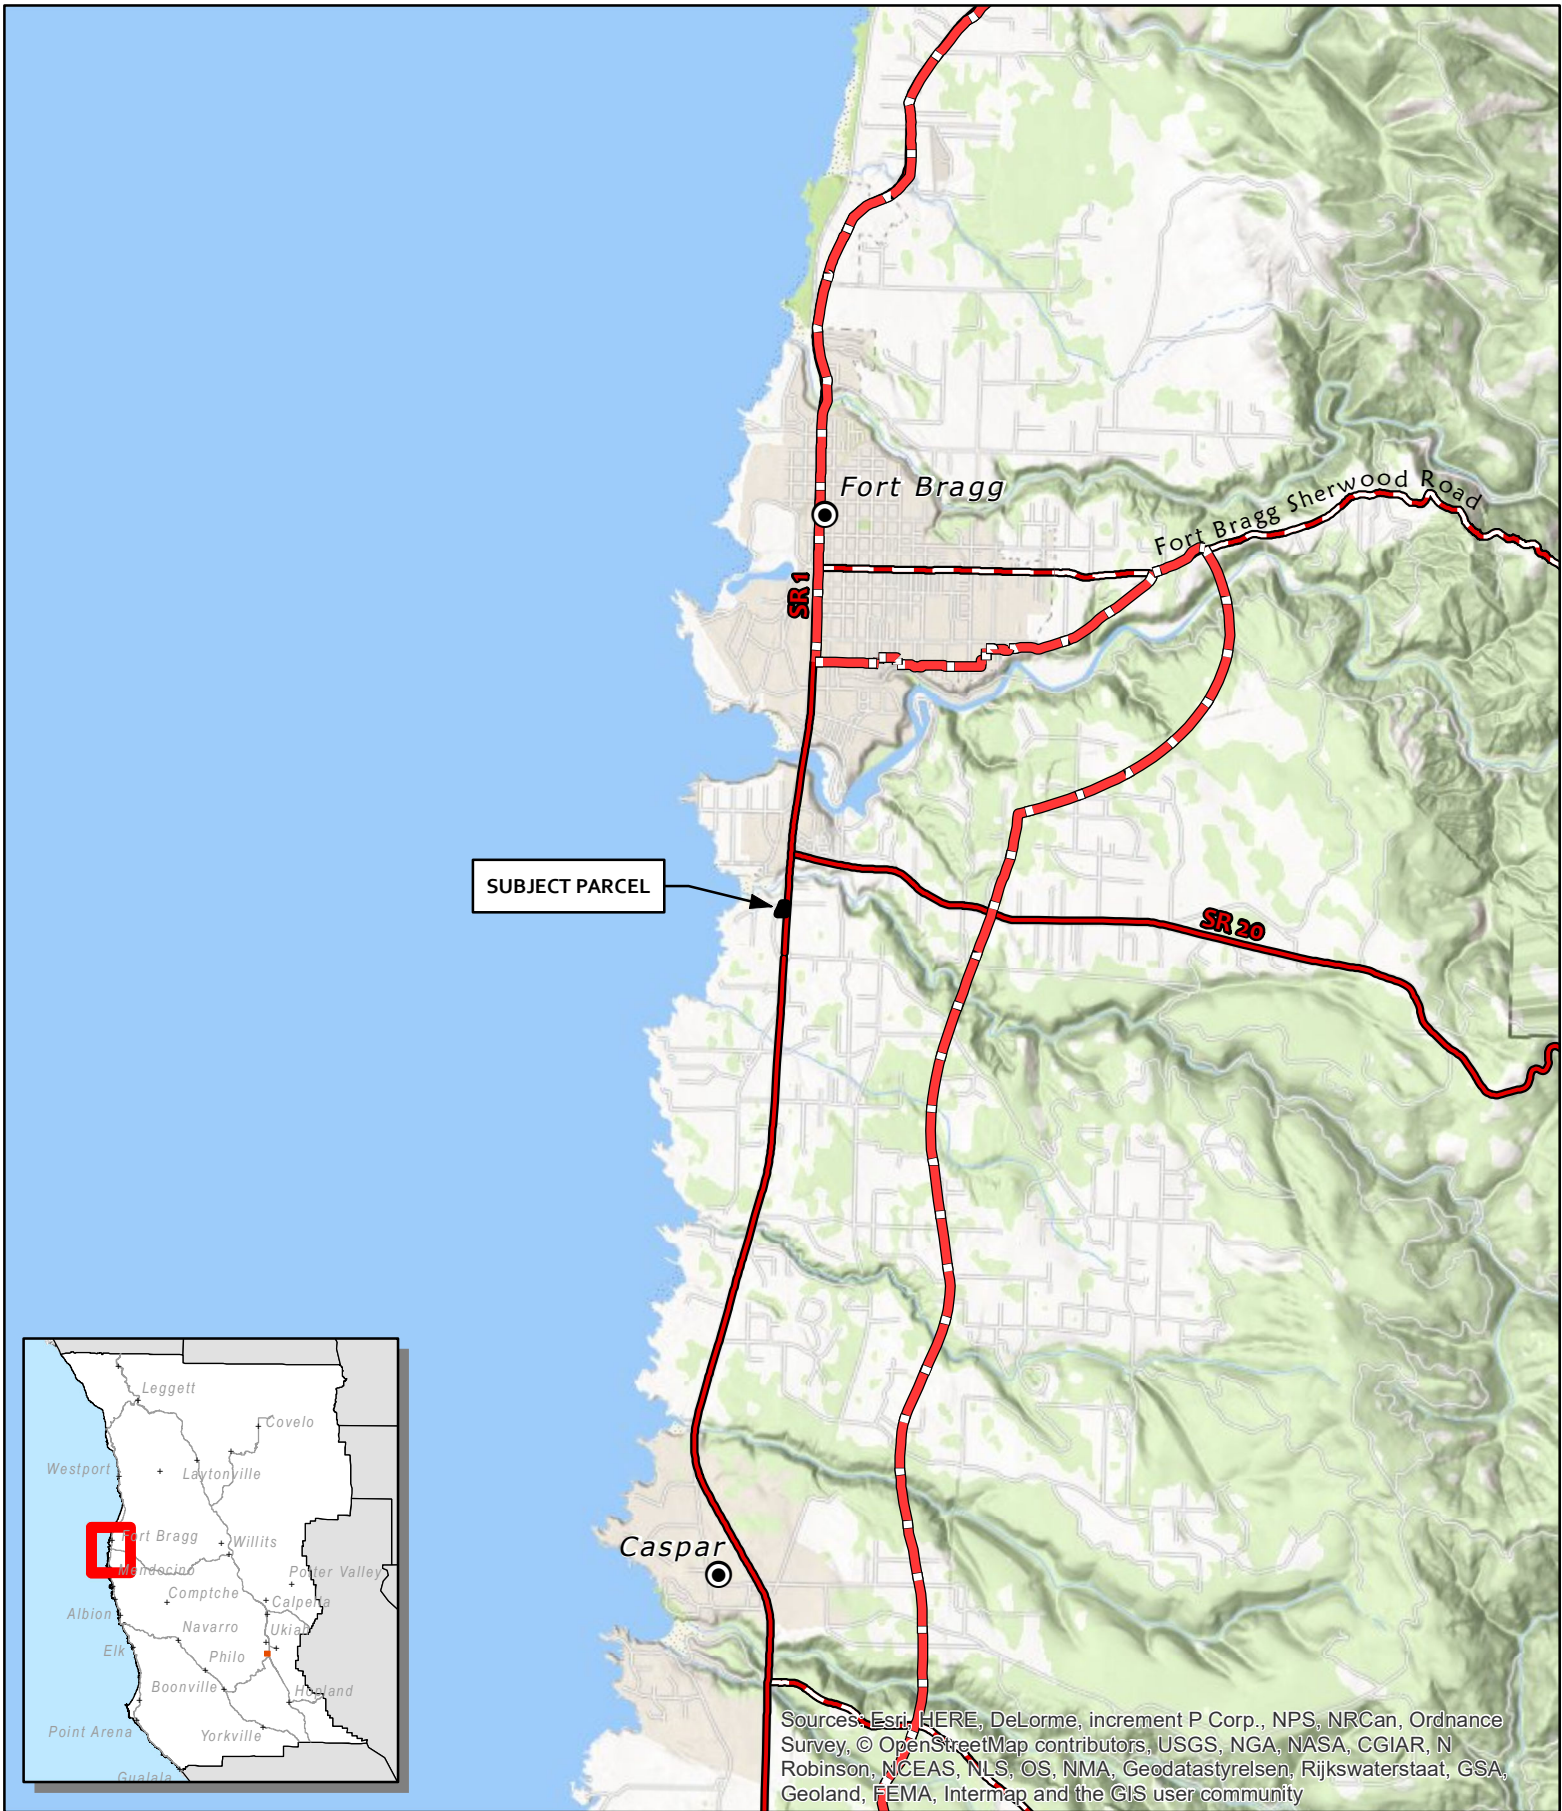 Fort Bragg
Fort Bragg Sherwood Road
SR 1
SUBJECT PARCEL
SR 20
Leggett
Covelo
Westport
Laytonville
Fort Bragg
Willits
Mendocino
Potter Valley
Comptche
Calpella
Albion
Navarro
Ukiah
Elk
Philo
Boonville
Hopland
Point Arena
Yorkville
Gualala
Caspar
Sources: Esri, HERE, DeLorme, increment P Corp., NPS, NRCan, Ordnance
Survey, © OpenStreetMap contributors, USGS, NGA, NASA, CGIAR, N
Robinson, NCEAS, NLS, OS, NMA, Geodatastyrelsen, Rijkswaterstaat, GSA,
Geoland, FEMA, Intermap and the GIS user community